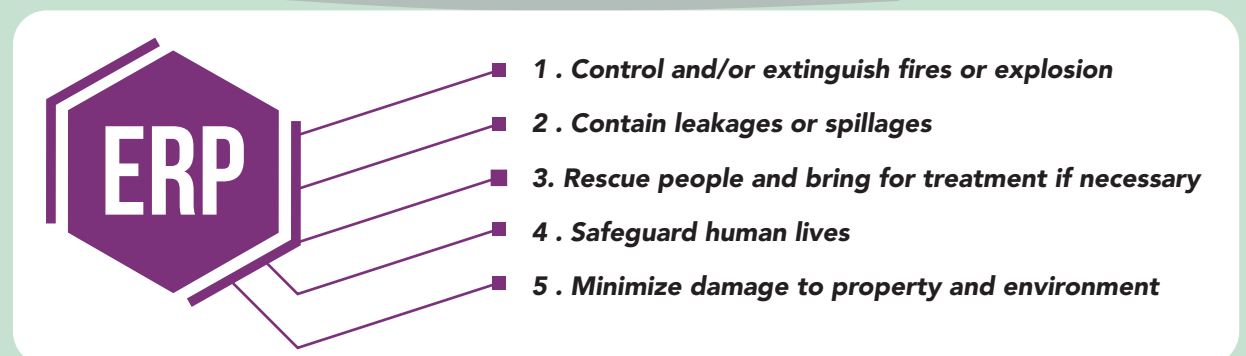 ERP
1 . Control and/or extinguish fires or explosion
2 . Contain leakages or spillages
3. Rescue people and bring for treatment if necessary
4 . Safeguard human lives
5 . Minimize damage to property and environment